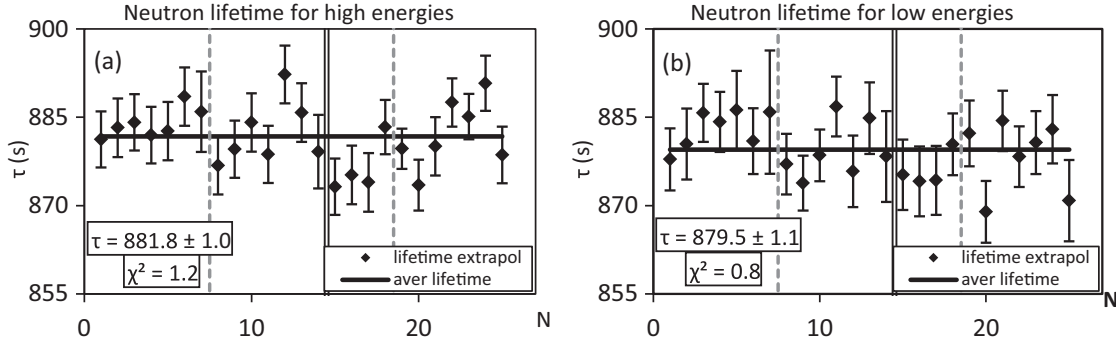 Neutron lifetime for high energies
900
885
870
855
τ (s)
(a)
τ = 881.8 ± 1.0
χ² = 1.2
lifetime extrapol
aver lifetime
0
10
20
N
Neutron lifetime for low energies
900
885
870
855
τ (s)
(b)
τ = 879.5 ± 1.1
χ² = 0.8
lifetime extrapol
aver lifetime
0
10
20
N